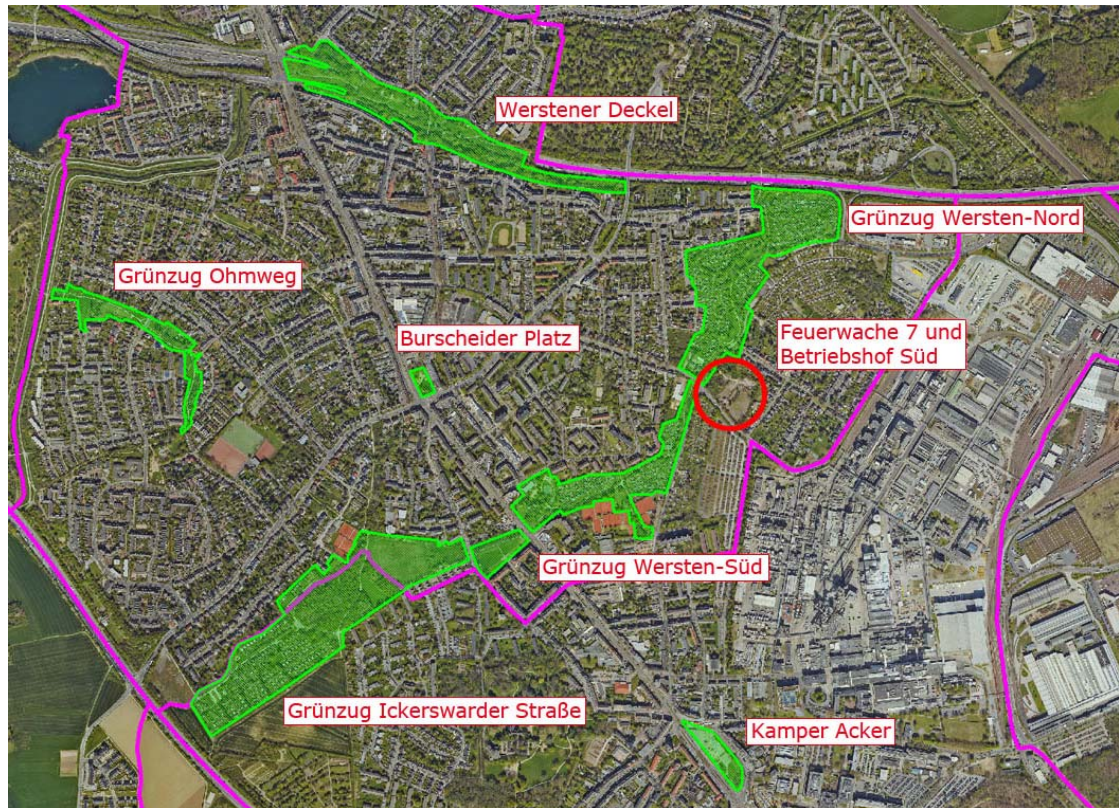 Werstener Deckel
Grünzug Wersten-Nord
Grünzug Ohmweg
Burscheider Platz
Feuerwache 7 und
Betriebshof Süd
Grünzug Wersten-Süd
Grünzug Ickerswarder Straße
Kamper Acker